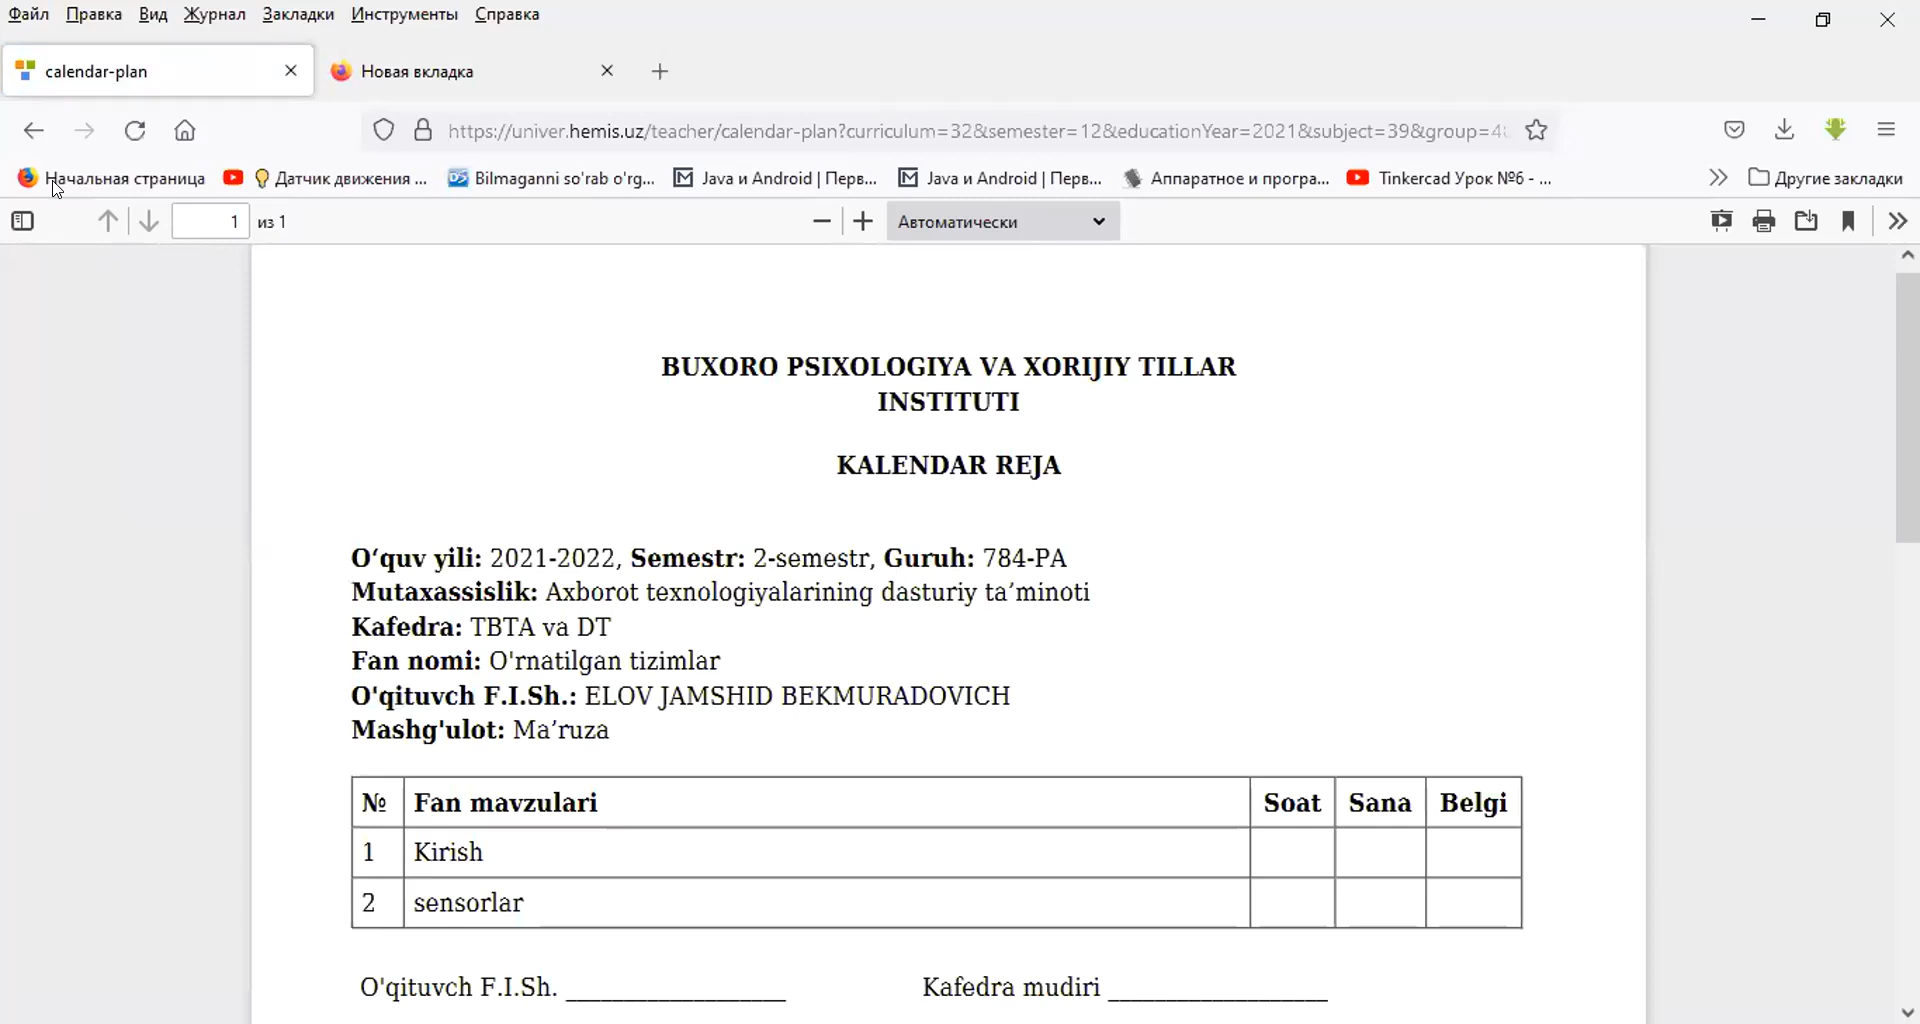 Файл Правка Вид Журнал Закладки Инструменты Справка
calendar-plan Новая вкладка
https://univer.hemis.uz/teacher/calendar-plan?curriculum=32&semester=12&educationYear=2021&subject=39&group=48
Начальная страница Датчик движения ... Bilmaganni so'rab o'rg... Java и Android | Перв... Java и Android | Перв... Аппаратное и програ... Tinkercad Урок №6 - ... Другие закладки
1 из 1 Автоматически
BUXORO PSIXOLOGIYA VA XORIJIY TILLAR
INSTITUTI
KALENDAR REJA
O‘quv yili: 2021-2022, Semestr: 2-semestr, Guruh: 784-PA
Mutaxassislik: Axborot texnologiyalarining dasturiy ta’minoti
Kafedra: TBTA va DT
Fan nomi: O'rnatilgan tizimlar
O'qituvch F.I.Sh.: ELOV JAMSHID BEKMURADOVICH
Mashg'ulot: Ma’ruza
№ Fan mavzulari Soat Sana Belgi
1 Kirish
2 sensorlar
O'qituvch F.I.Sh. __________________ Kafedra mudiri __________________